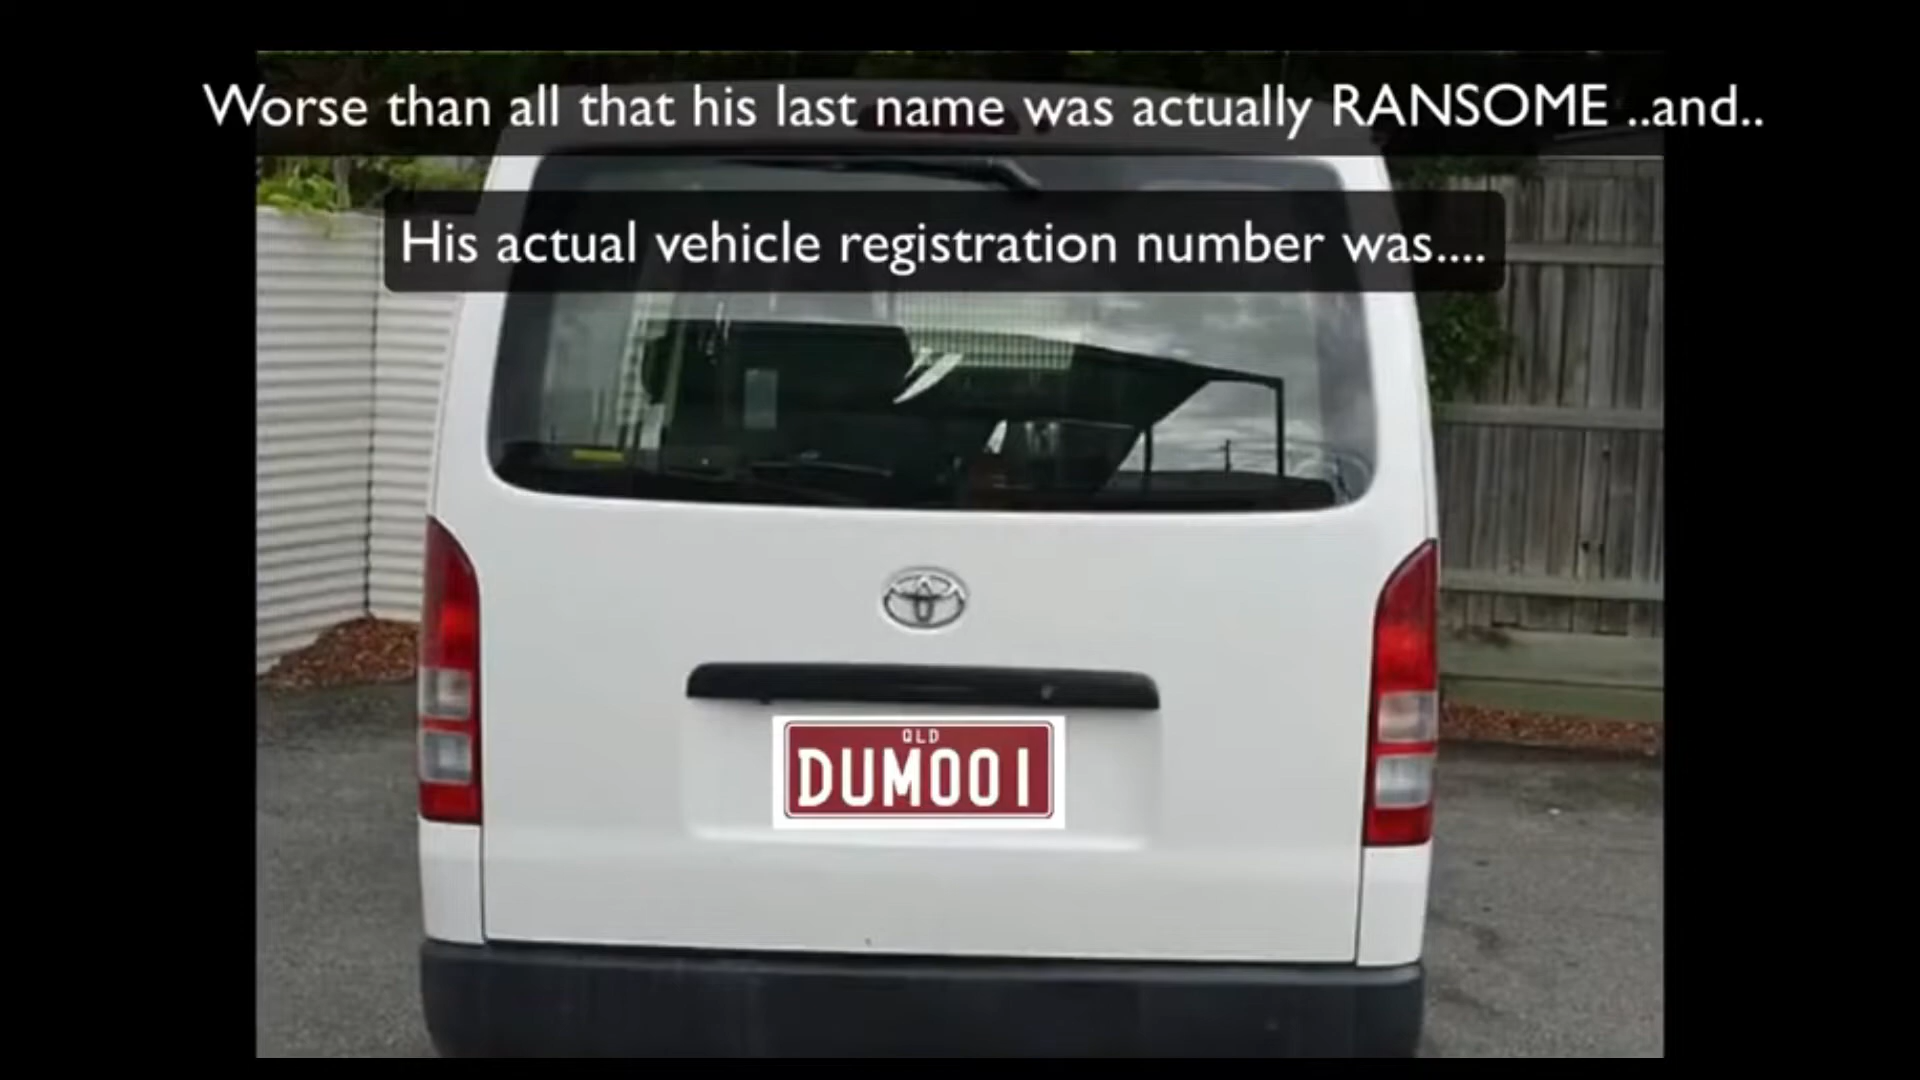 Worse than all that his last name was actually RANSOME ..and..
His actual vehicle registration number was....
QLD
DUM001